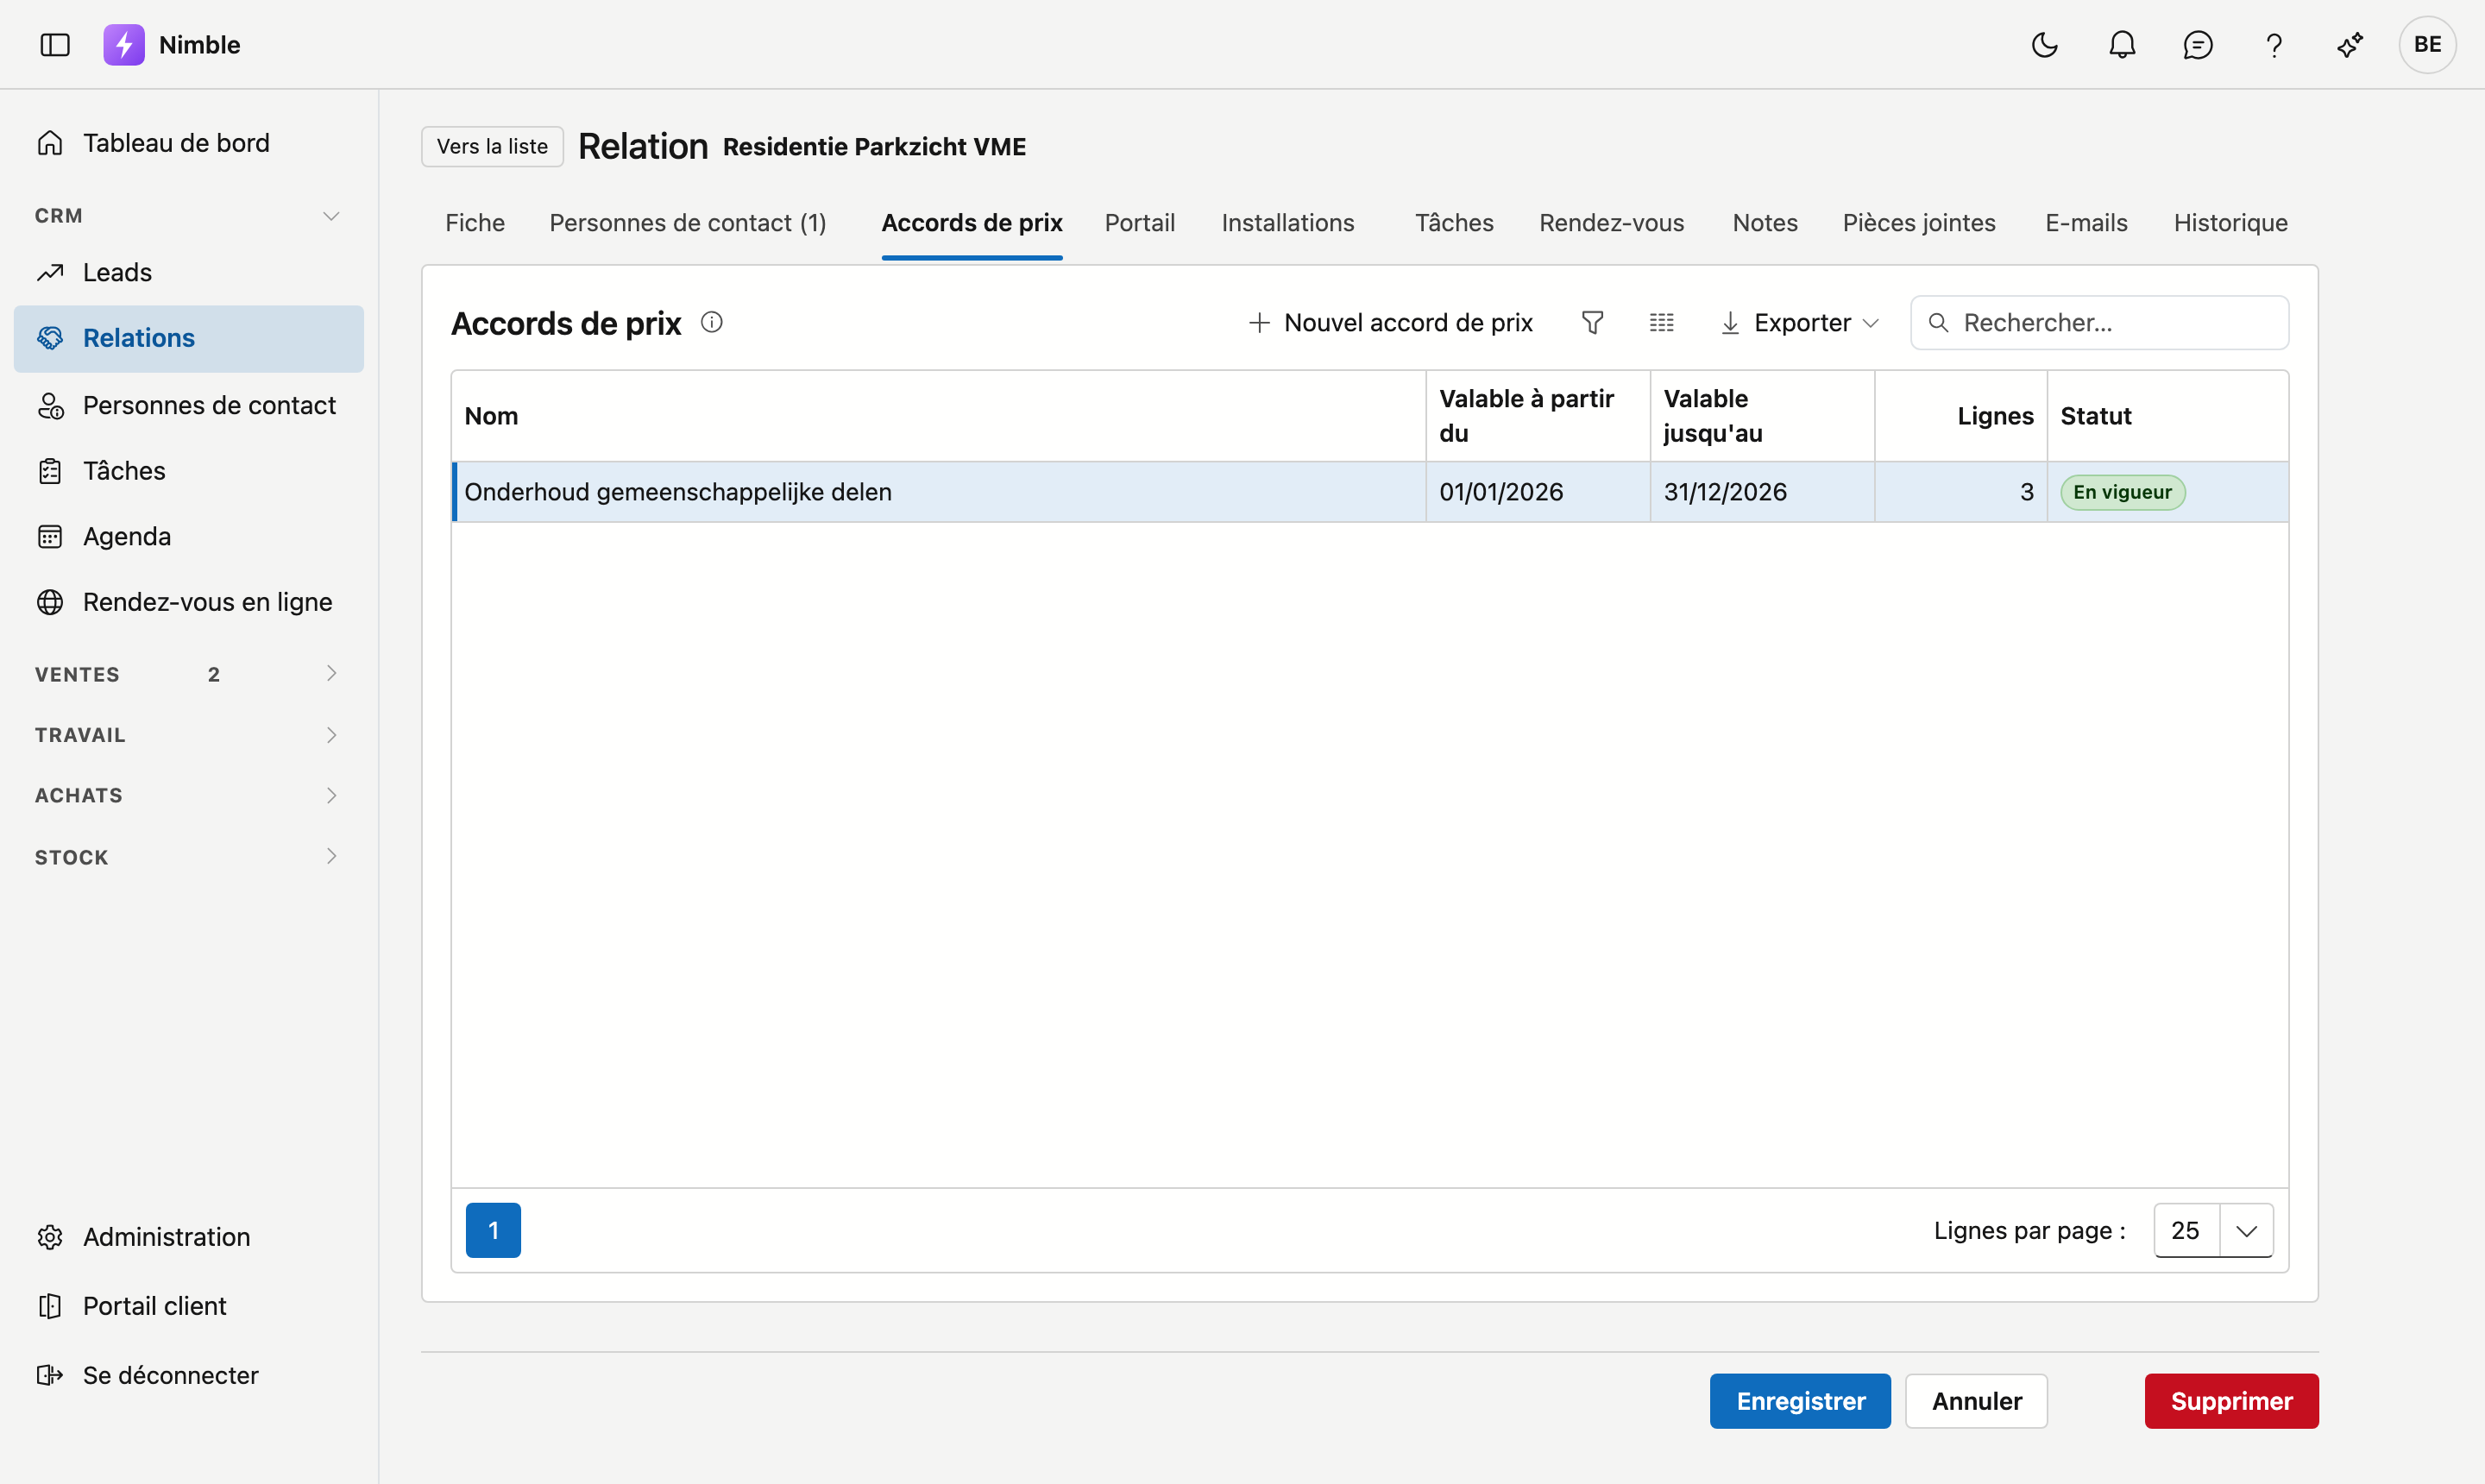 Nimble
BE
Tableau de bord
CRM
Leads
Relations
Personnes de contact
Tâches
Agenda
Rendez-vous en ligne
VENTES 2
TRAVAIL
ACHATS
STOCK
Administration
Portail client
Se déconnecter
Vers la liste Relation Residentie Parkzicht VME
Fiche Personnes de contact (1) Accords de prix Portail Installations Tâches Rendez-vous Notes Pièces jointes E-mails Historique
Accords de prix Nouvel accord de prix Exporter Rechercher...
Nom Valable à partir du Valable jusqu'au Lignes Statut
Onderhoud gemeenschappelijke delen 01/01/2026 31/12/2026 3 En vigueur
1 Lignes par page : 25
Enregistrer Annuler Supprimer